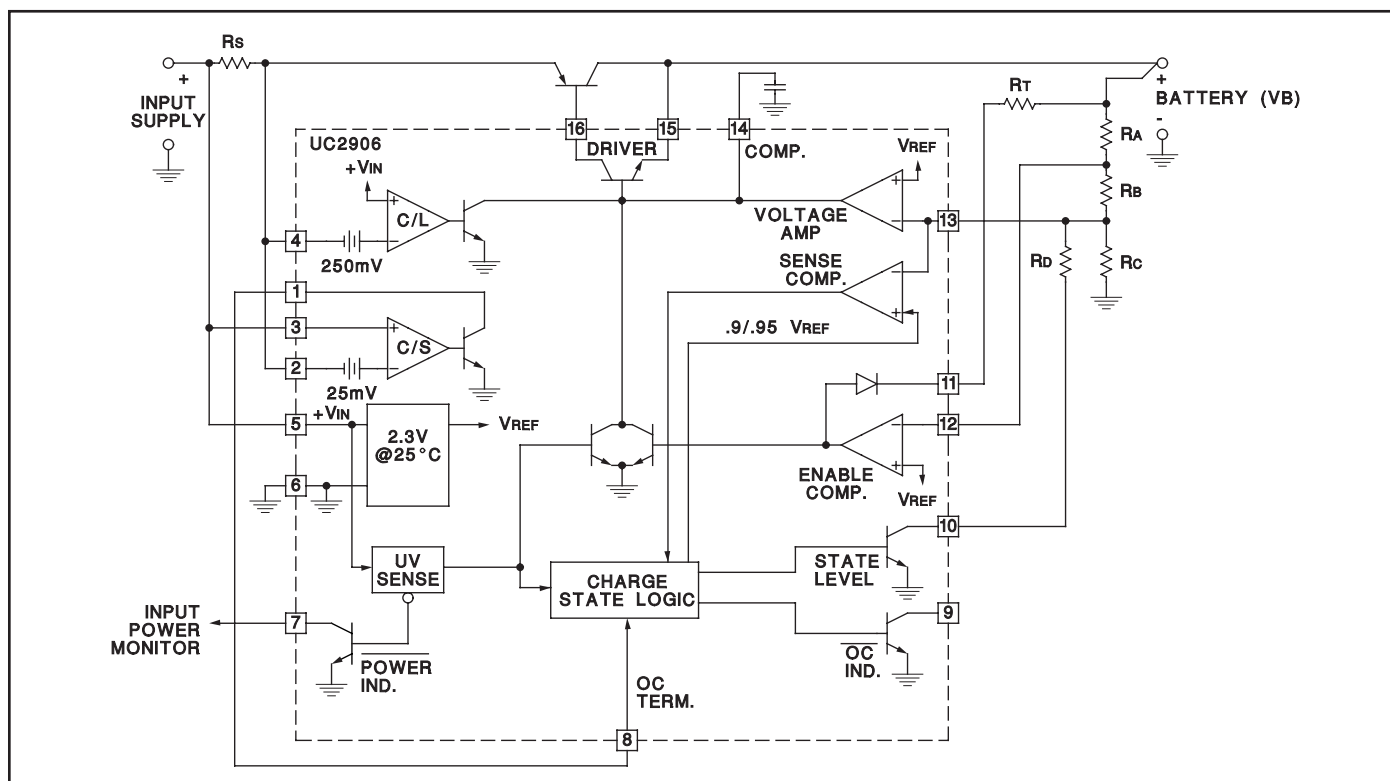 RS
+
INPUT
SUPPLY
16
15
14
DRIVER
COMP.
UC2906
+VIN
+
C/L
-
4
250mV
1
3
+
C/S
-
2
25mV
+VIN
5
2.3V
@25°C
VREF
6
UV
SENSE
7
INPUT
POWER
MONITOR
POWER
IND.
CHARGE
STATE LOGIC
OC
TERM.
8
VREF
+
-
VOLTAGE
AMP
13
SENSE
COMP.
-
+
.9/.95 VREF
11
12
-
+
ENABLE
COMP.
VREF
10
STATE
LEVEL
9
OC
IND.
RT
+
BATTERY (VB)
-
RA
RB
RD
RC